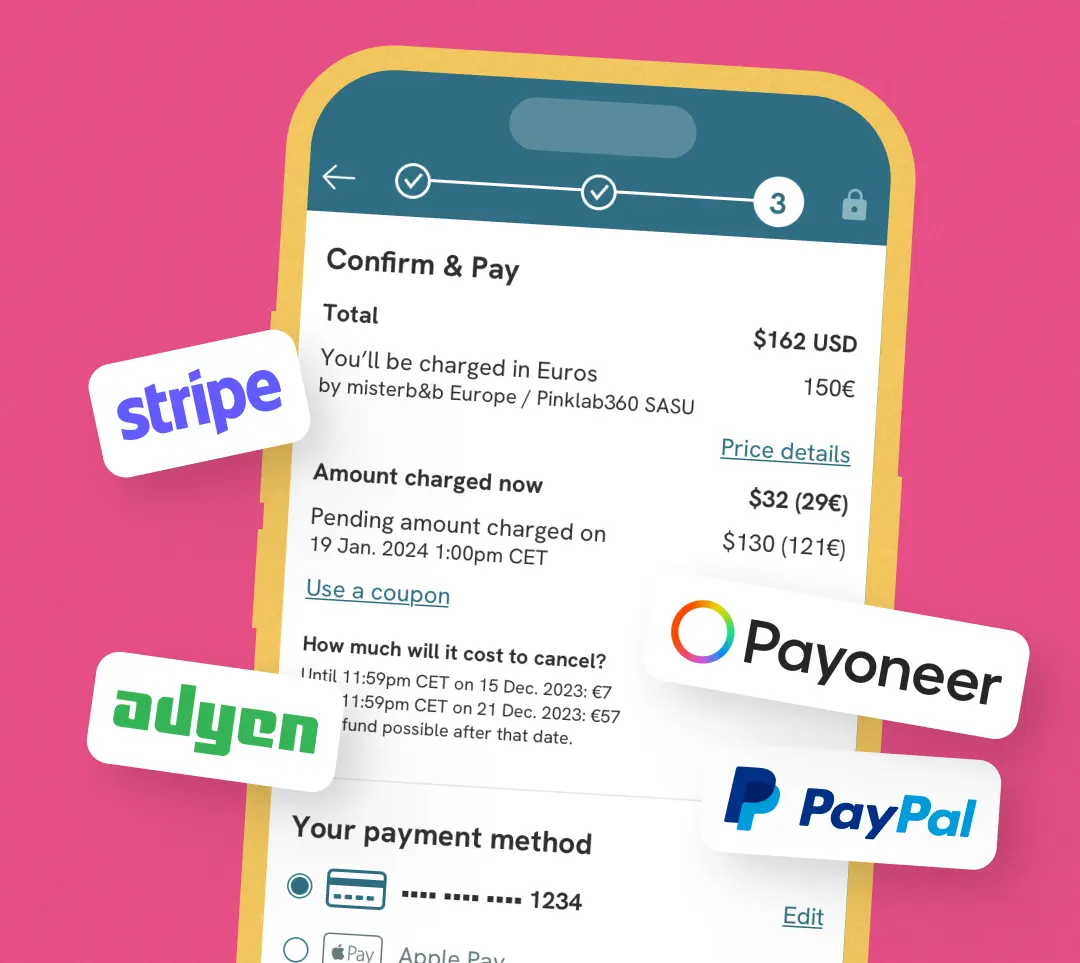 3
Confirm & Pay
Total
$162 USD
You'll be charged in Euros
150€
by misterb&b Europe / Pinklab360 SASU
Price details
stripe
Amount charged now
$32 (29€)
Pending amount charged on
$130 (121€)
19 Jan. 2024 1:00pm CET
Use a coupon
Payoneer
How much will it cost to cancel?
Until 11:59pm CET on 15 Dec. 2023: €7
11:59pm CET on 21 Dec. 2023: €57
fund possible after that date.
adyen
PayPal
Your payment method
1234
Edit
Pay
Apple Pay